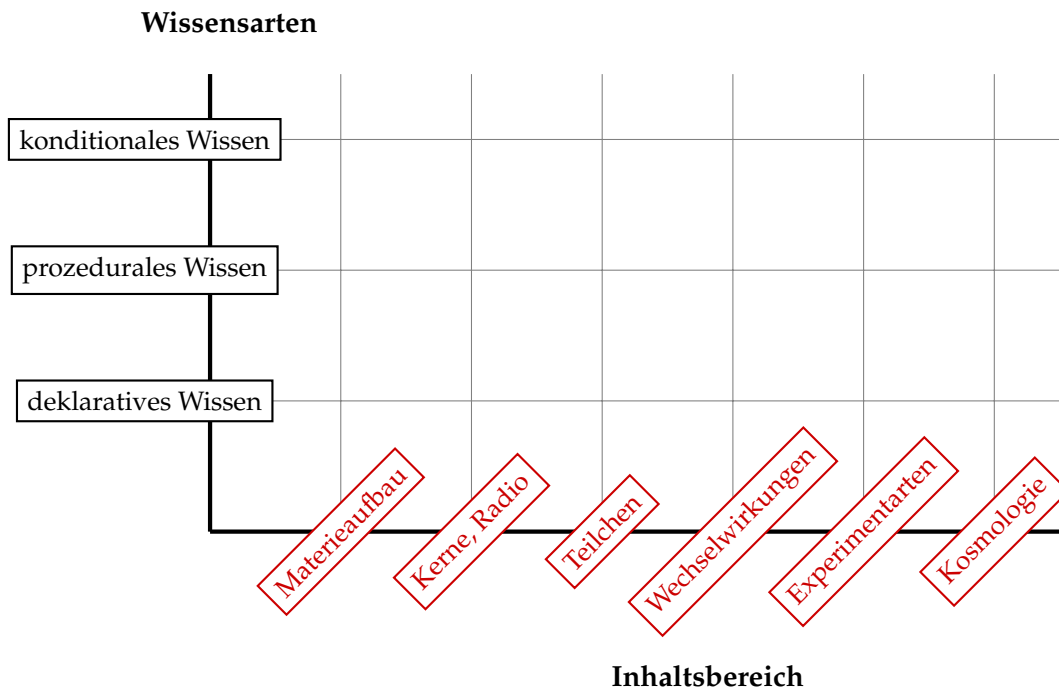 Wissensarten
konditionales Wissen
prozedurales Wissen
deklaratives Wissen
Materieaufbau
Kerne, Radio
Teilchen
Wechselwirkungen
Experimentarten
Kosmologie
Inhaltsbereich